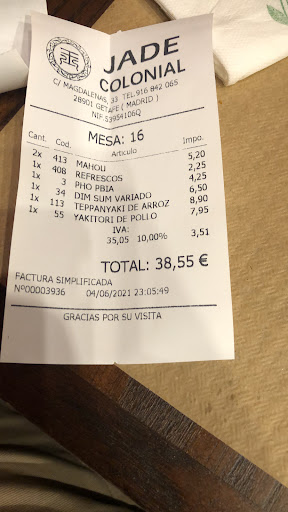 JADE
COLONIAL
C/ MAGDALENAS, 33 TEL.916 842 065
28901 GETAFE ( MADRID )
NIF 53954106Q
MESA: 16
Cant. Cod. Artículo Impo.
2x 413 MAHOU 5,20
1x 408 REFRESCOS 2,25
1x 3 PHO PBIA 4,25
1x 34 DIM SUM VARIADO 6,50
1x 113 TEPPANYAKI DE ARROZ 8,90
1x 55 YAKITORI DE POLLO 7,95
IVA:
35,05 10,00% 3,51
TOTAL: 38,55 €
FACTURA SIMPLIFICADA
Nº00003936 04/06/2021 23:05:49
GRACIAS POR SU VISITA